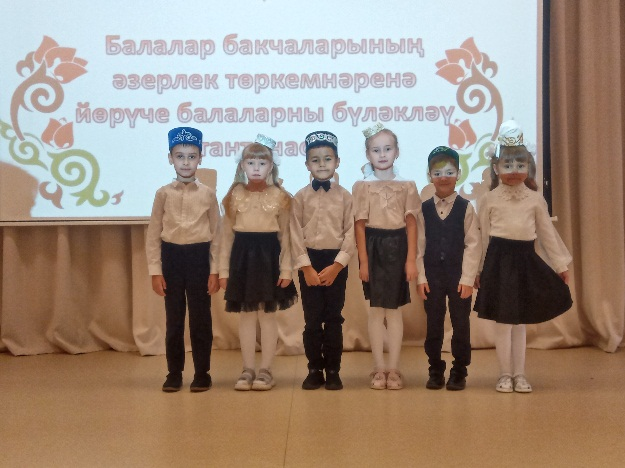 Балалар бакчаларының
әзерлек төркемнәренә
йөрүче балаларны бүләкләү